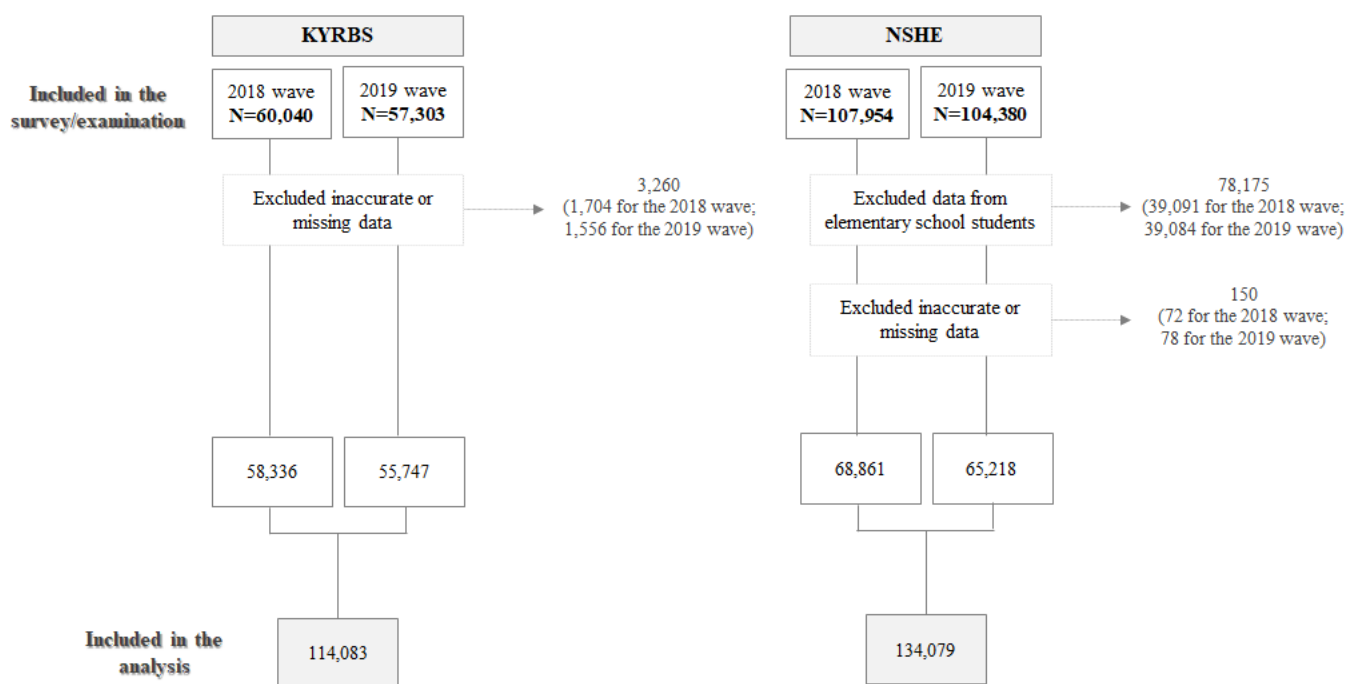 KYRBS
NSHE
Included in the
survey/examination
2018 wave
N=60,040
2019 wave
N=57,303
2018 wave
N=107,954
2019 wave
N=104,380
Excluded inaccurate or
missing data
3,260
(1,704 for the 2018 wave;
1,556 for the 2019 wave)
Excluded data from
elementary school students
78,175
(39,091 for the 2018 wave;
39,084 for the 2019 wave)
Excluded inaccurate or
missing data
150
(72 for the 2018 wave;
78 for the 2019 wave)
58,336
55,747
68,861
65,218
Included in the
analysis
114,083
134,079